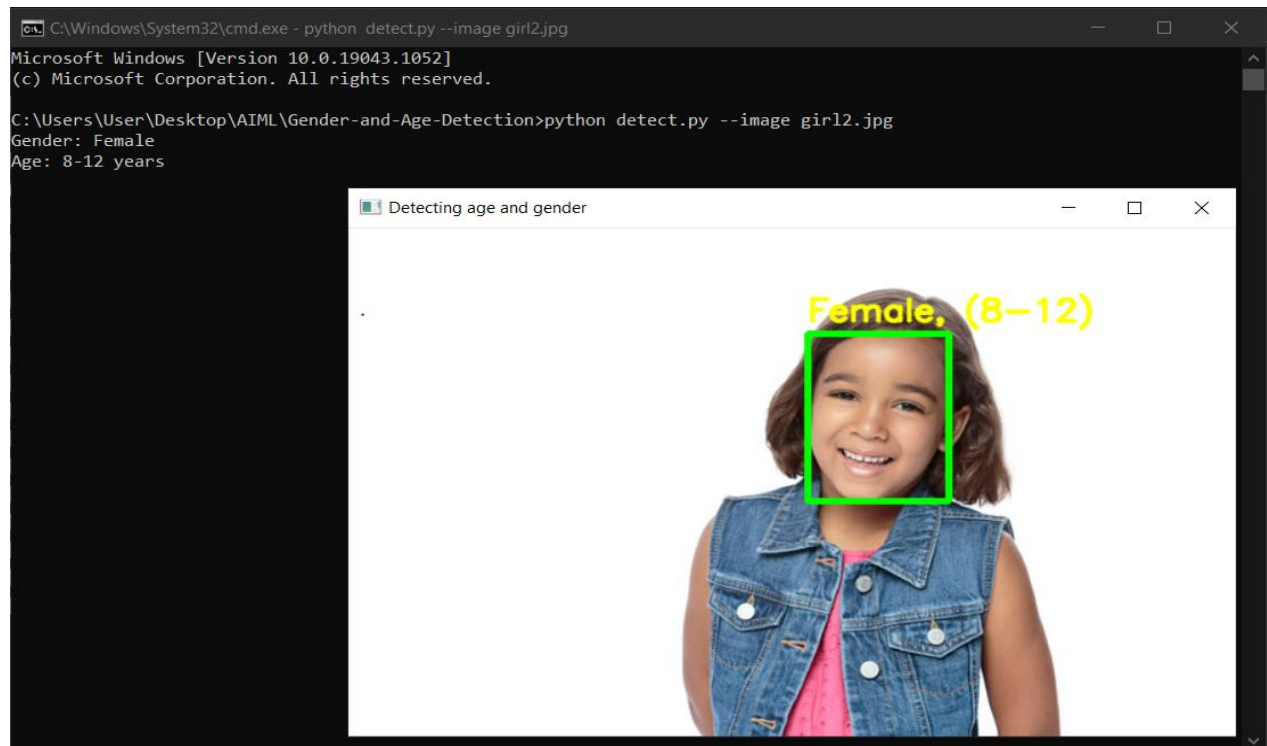 C:\Windows\System32\cmd.exe - python  detect.py --image girl2.jpg
Microsoft Windows [Version 10.0.19043.1052]
(c) Microsoft Corporation. All rights reserved.
C:\Users\User\Desktop\AIML\Gender-and-Age-Detection>python detect.py --image girl2.jpg
Gender: Female
Age: 8-12 years
Detecting age and gender
Female, (8-12)